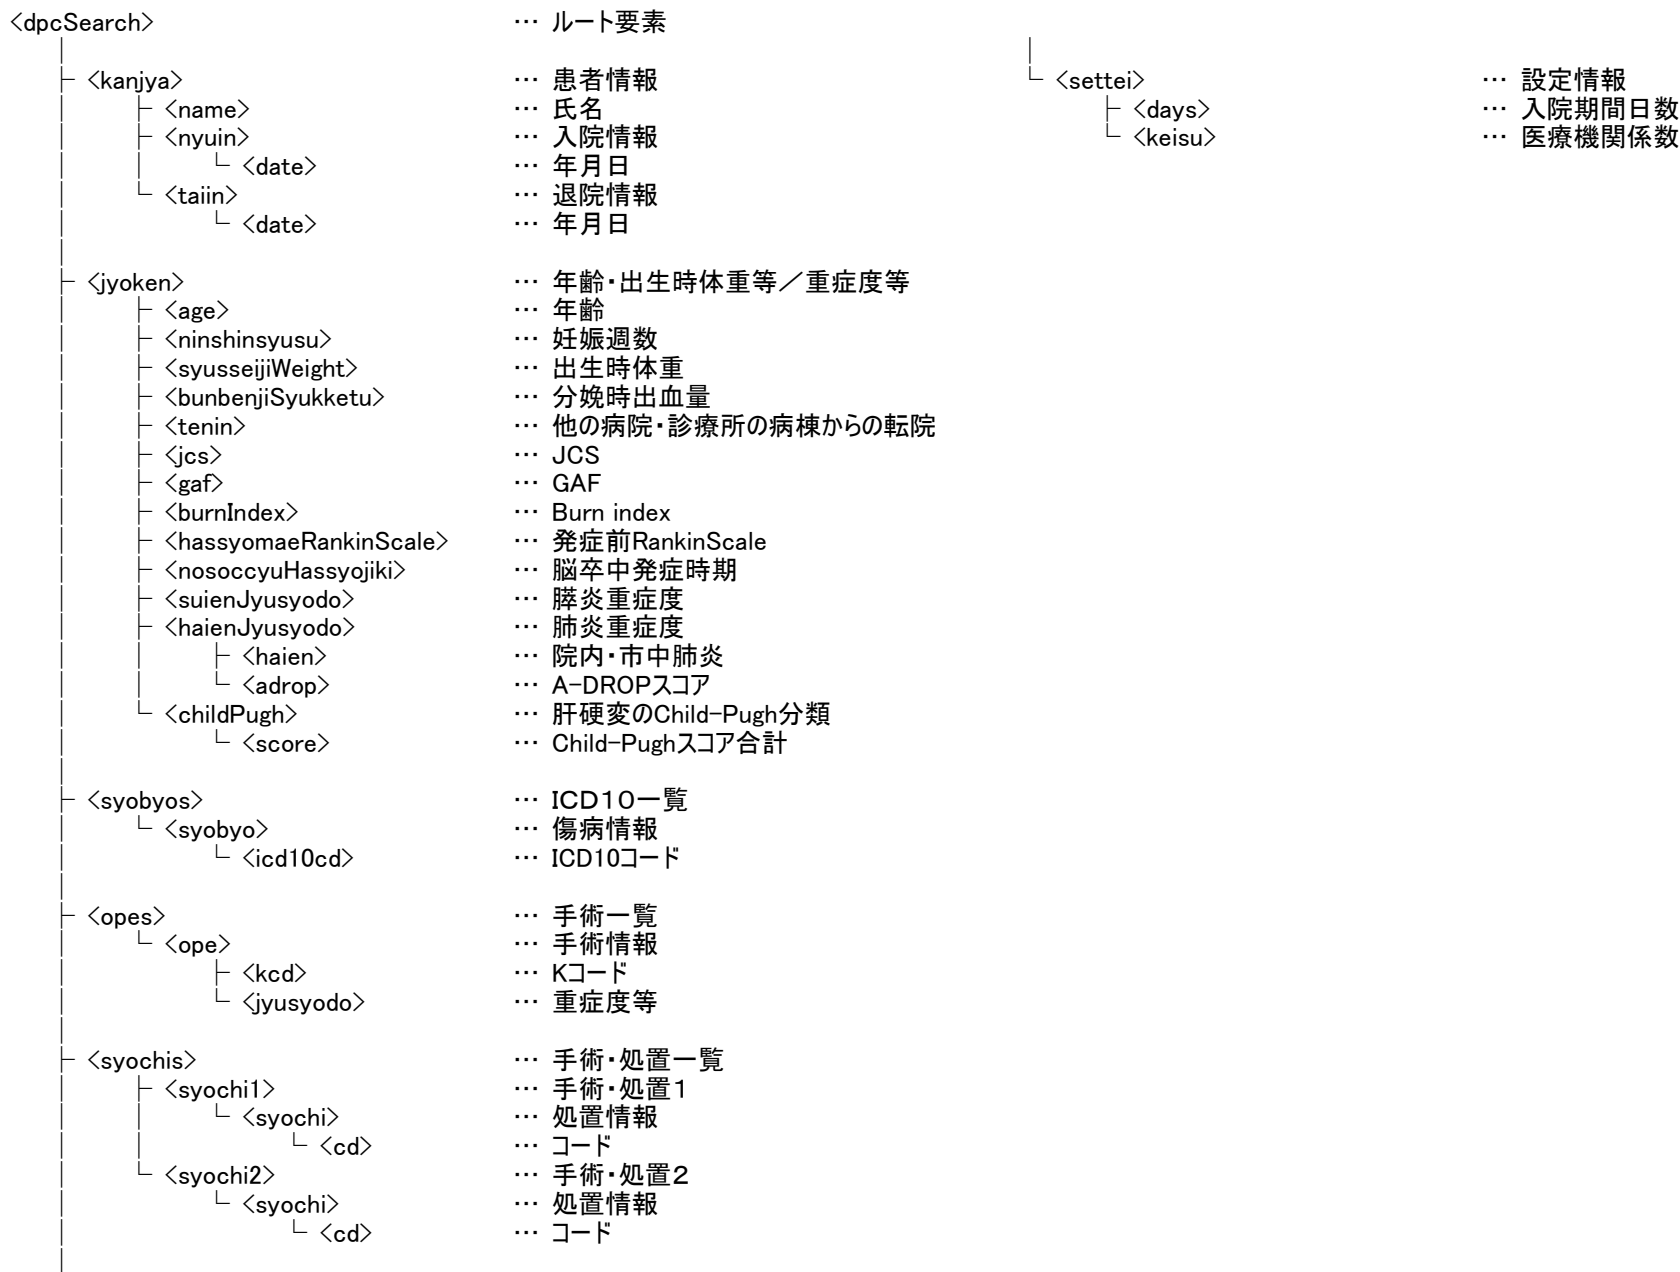 <dpcSearch> … ルート要素
├ <kanjya> … 患者情報
│ ├ <name> … 氏名
│ ├ <nyuin> … 入院情報
│ │ └ <date> … 年月日
│ └ <taiin> … 退院情報
│ └ <date> … 年月日
├ <jyoken> … 年齢・出生時体重等／重症度等
│ ├ <age> … 年齢
│ ├ <ninshinsyusu> … 妊娠週数
│ ├ <syusseijiWeight> … 出生時体重
│ ├ <bunbenjiSyukketu> … 分娩時出血量
│ ├ <tenin> … 他の病院・診療所の病棟からの転院
│ ├ <jcs> … JCS
│ ├ <gaf> … GAF
│ ├ <burnIndex> … Burn index
│ ├ <hassyomaeRankinScale> … 発症前RankinScale
│ ├ <nosoccyuHassyojiki> … 脳卒中発症時期
│ ├ <suienJyusyodo> … 膵炎重症度
│ ├ <haienJyusyodo> … 肺炎重症度
│ │ ├ <haien> … 院内・市中肺炎
│ │ └ <adrop> … A-DROPスコア
│ └ <childPugh> … 肝硬変のChild-Pugh分類
│ └ <score> … Child-Pughスコア合計
├ <syobyos> … ICD１０一覧
│ └ <syobyo> … 傷病情報
│ └ <icd10cd> … ICD10コード
├ <opes> … 手術一覧
│ └ <ope> … 手術情報
│ ├ <kcd> … Kコード
│ └ <jyusyodo> … 重症度等
├ <syochis> … 手術・処置一覧
│ ├ <syochi1> … 手術・処置１
│ │ └ <syochi> … 処置情報
│ │ └ <cd> … コード
│ └ <syochi2> … 手術・処置２
│ └ <syochi> … 処置情報
│ └ <cd> … コード
└ <settei> … 設定情報
├ <days> … 入院期間日数
└ <keisu> … 医療機関係数